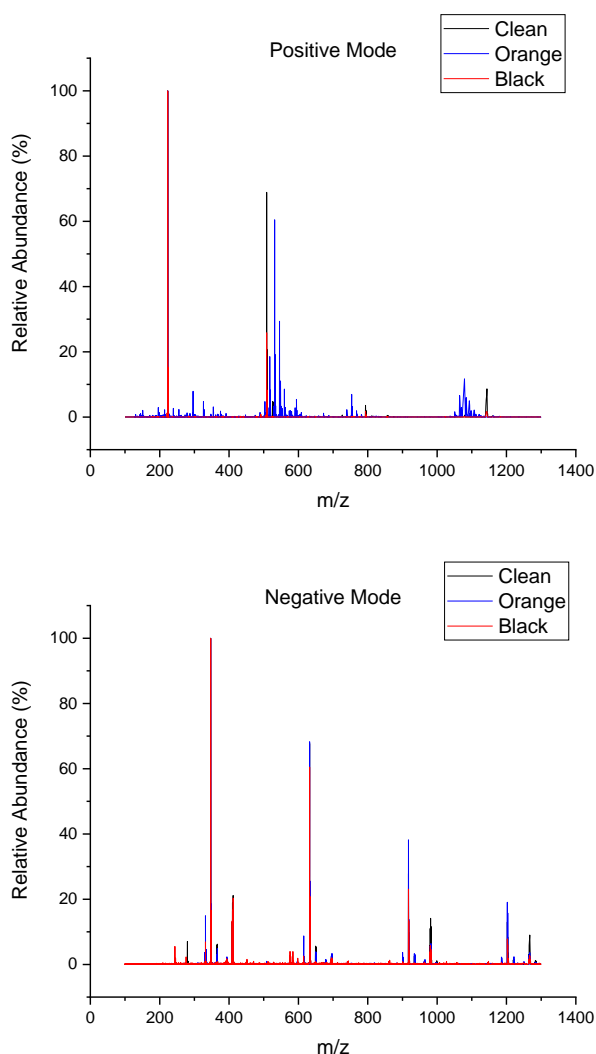 Positive Mode
Clean
Orange
Black
Relative Abundance (%)
100
80
60
40
20
0
0 200 400 600 800 1000 1200 1400
m/z
Negative Mode
Clean
Orange
Black
Relative Abundance (%)
100
80
60
40
20
0
0 200 400 600 800 1000 1200 1400
m/z